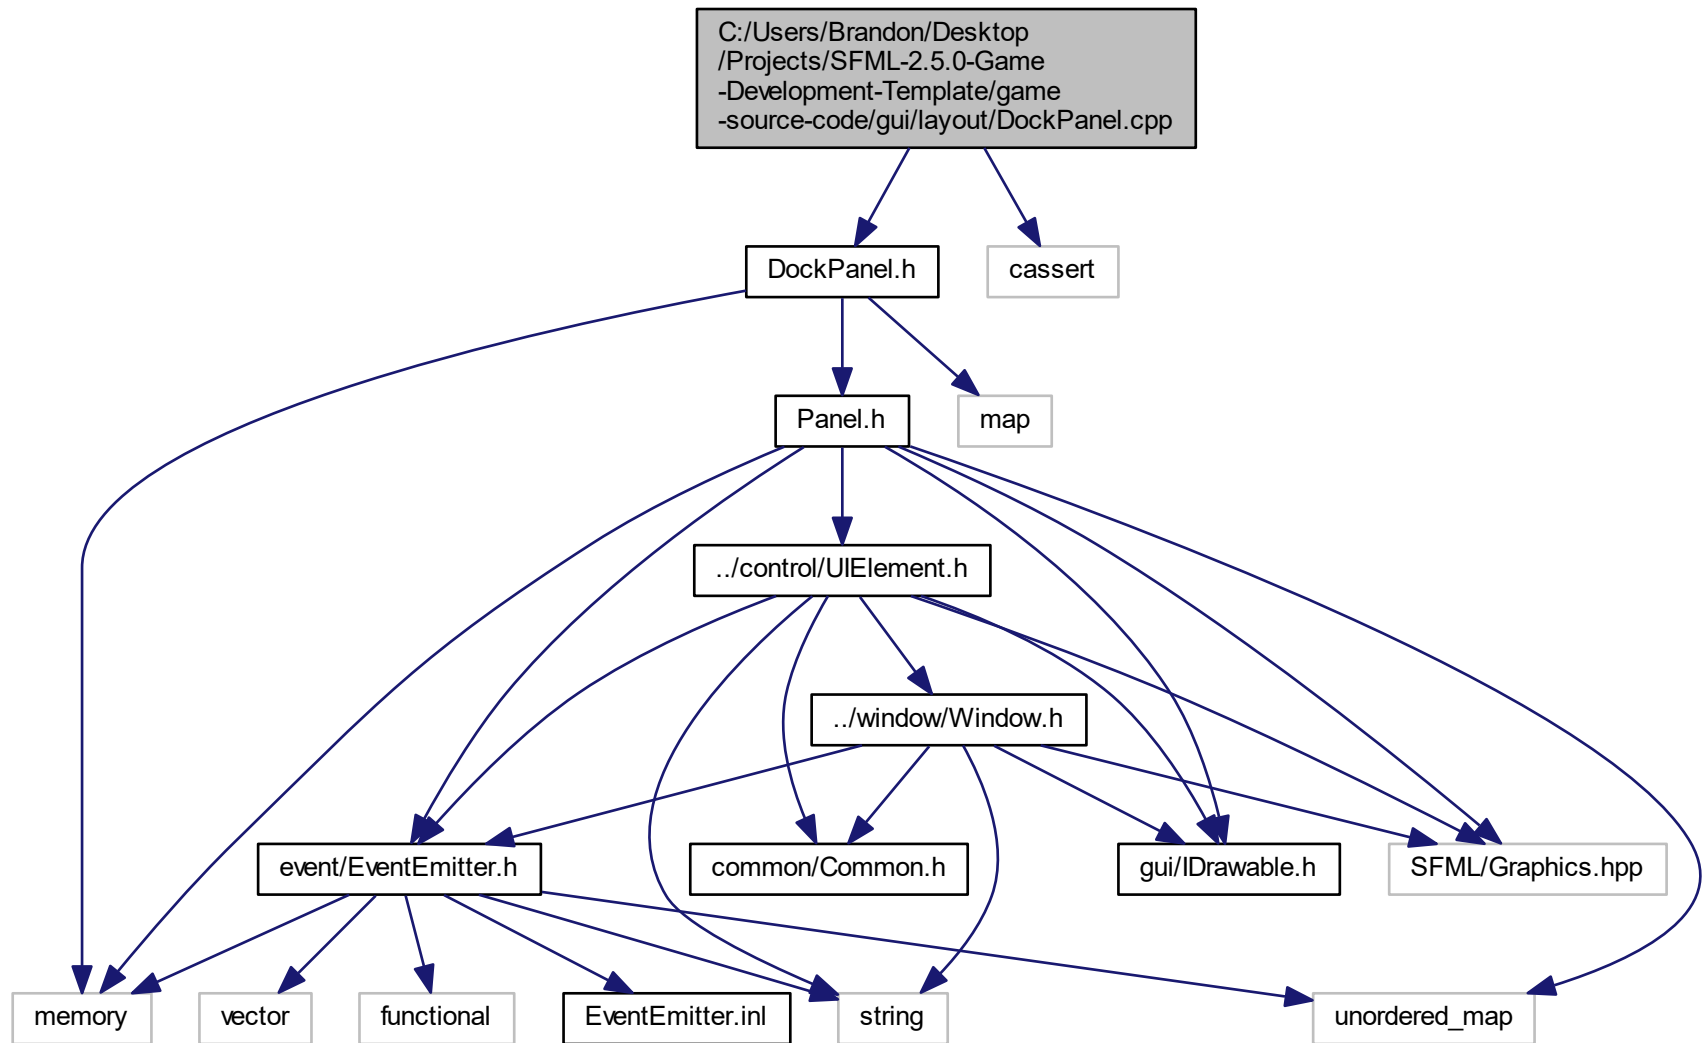 C:/Users/Brandon/Desktop
/Projects/SFML-2.5.0-Game
-Development-Template/game
-source-code/gui/layout/DockPanel.cpp
DockPanel.h
cassert
Panel.h
map
../control/UIElement.h
../window/Window.h
event/EventEmitter.h
common/Common.h
gui/IDrawable.h
SFML/Graphics.hpp
memory
vector
functional
EventEmitter.inl
string
unordered_map